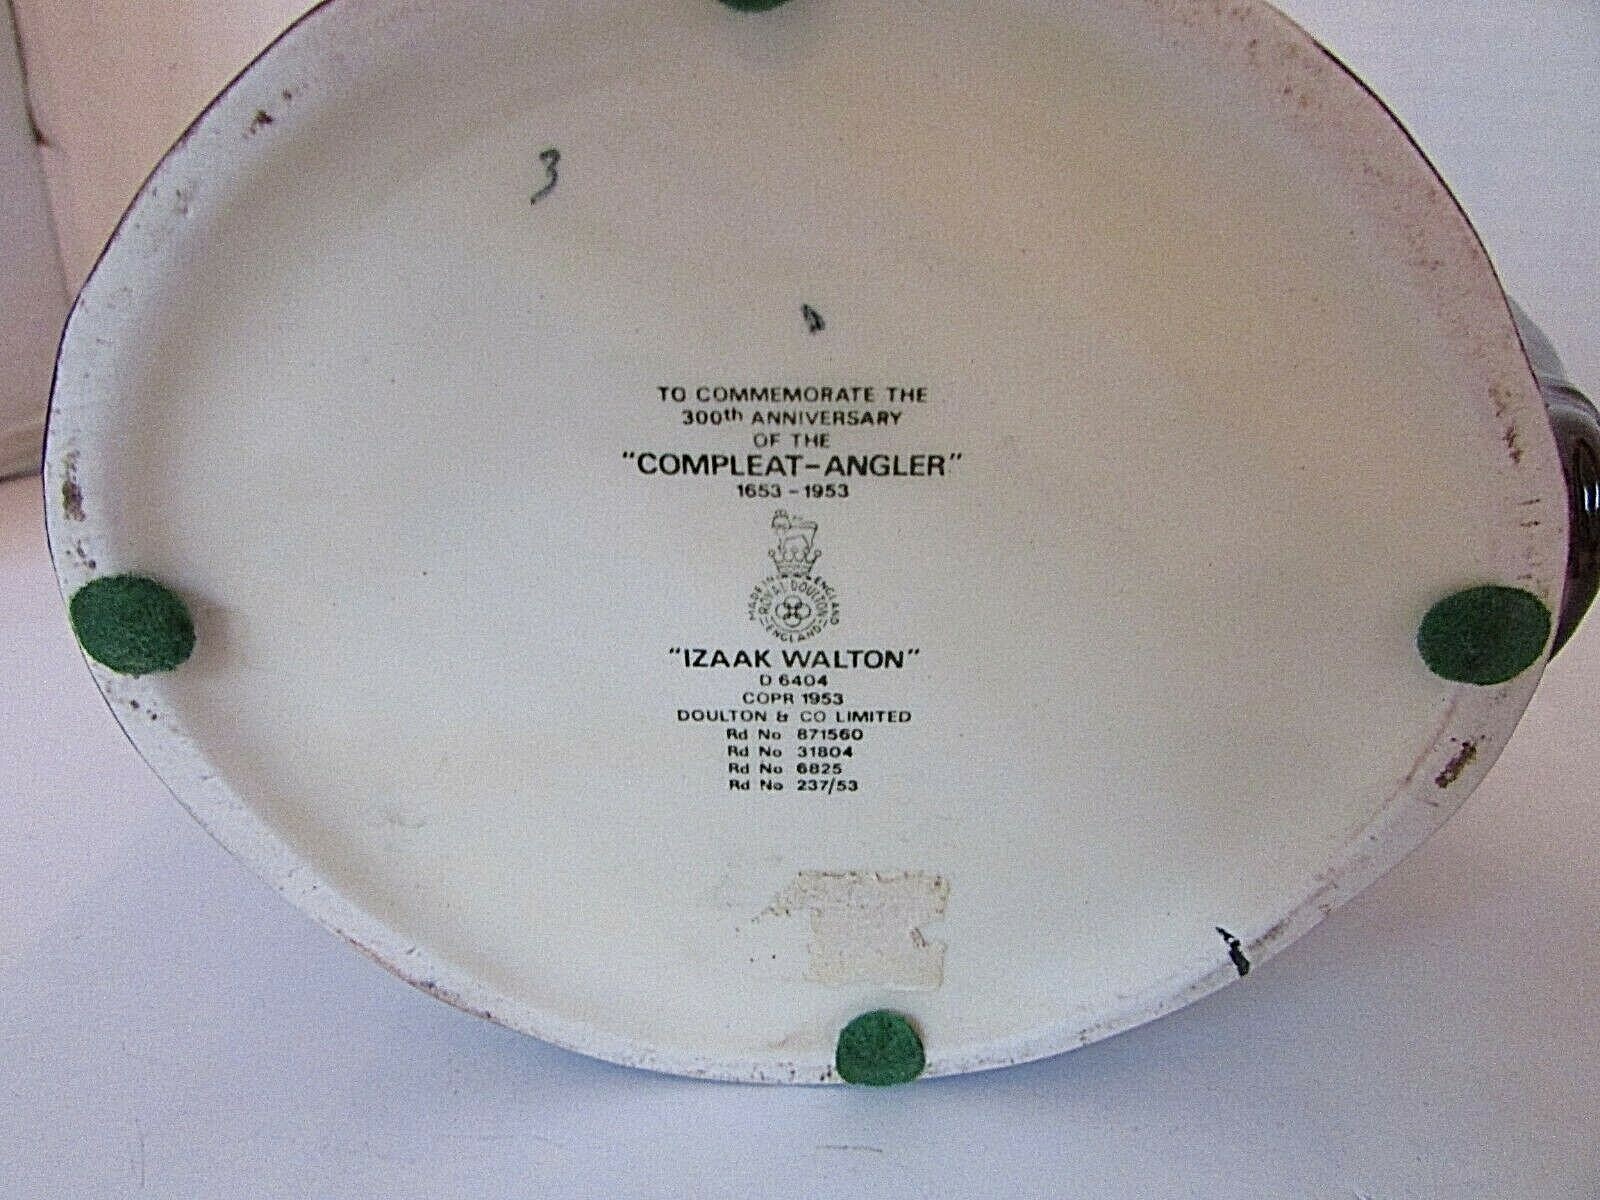 3
TO COMMEMORATE THE
300th ANNIVERSARY
OF THE
"COMPLEAT-ANGLER"
1653-1953
MADE IN ENGLAND
ROYAL DOULTON
ENGLAND
"IZAAK WALTON"
D 6404
COPR 1953
DOULTON & CO LIMITED
Rd No 871560
Rd No 31804
Rd No 6825
Rd No 237/53